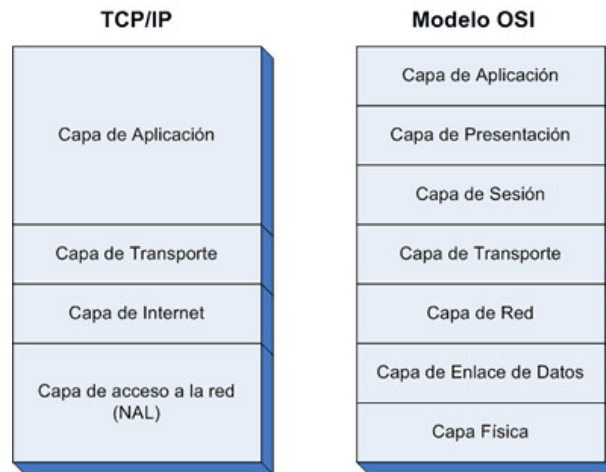 TCP/IP
Capa de Aplicación
Capa de Transporte
Capa de Internet
Capa de acceso a la red
(NAL)
Modelo OSI
Capa de Aplicación
Capa de Presentación
Capa de Sesión
Capa de Transporte
Capa de Red
Capa de Enlace de Datos
Capa Física